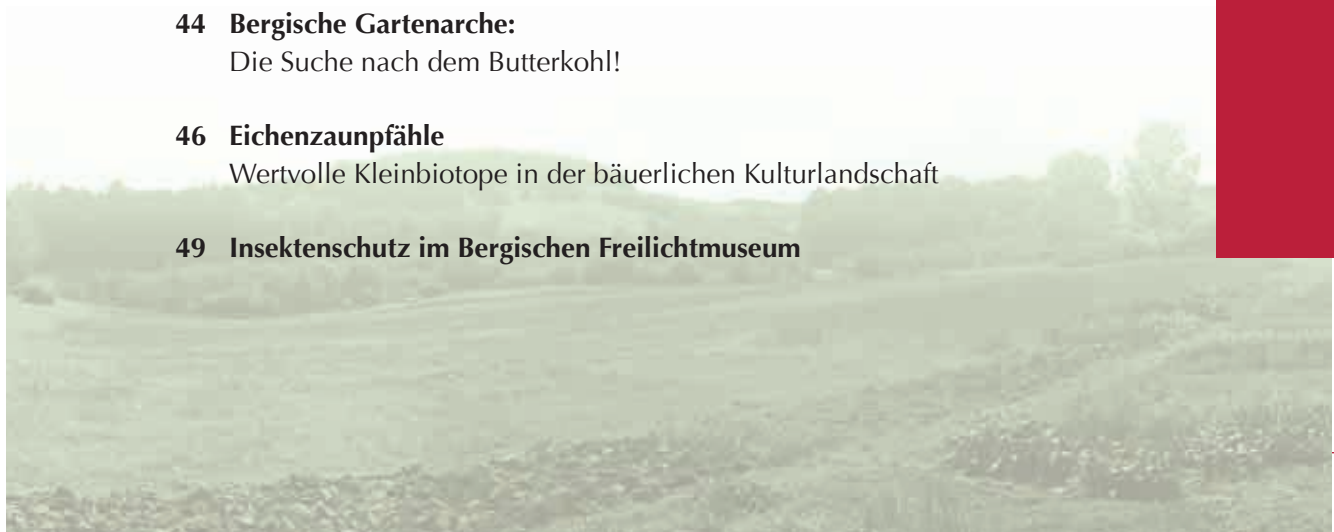 44 Bergische Gartenarche:
Die Suche nach dem Butterkohl!
46 Eichenzaunpfähle
Wertvolle Kleinbiotope in der bäuerlichen Kulturlandschaft
49 Insektenschutz im Bergischen Freilichtmuseum